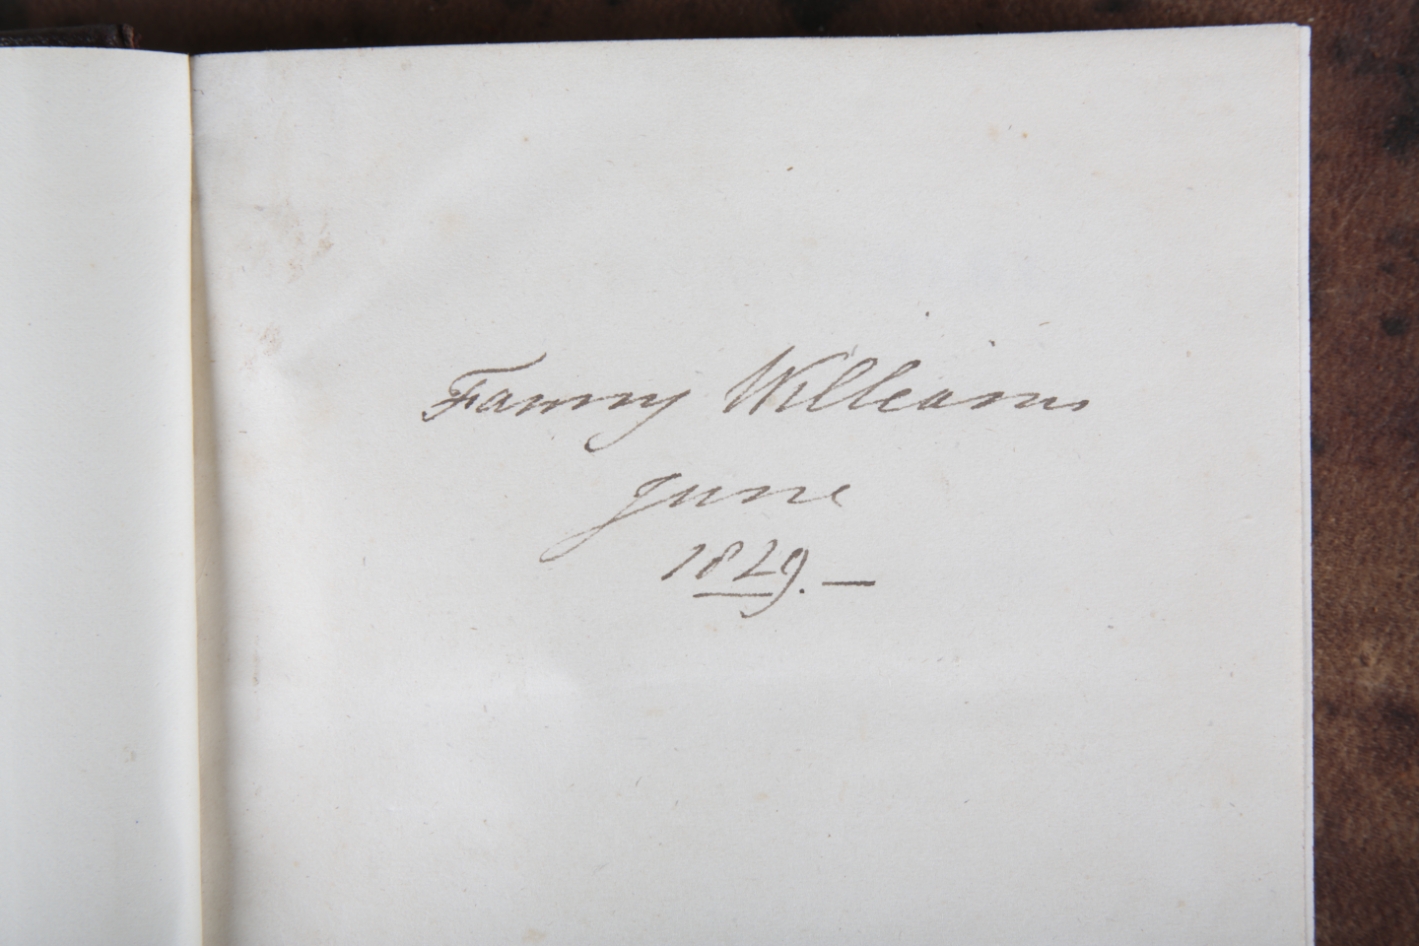 Fanny Williams
June
1829. —